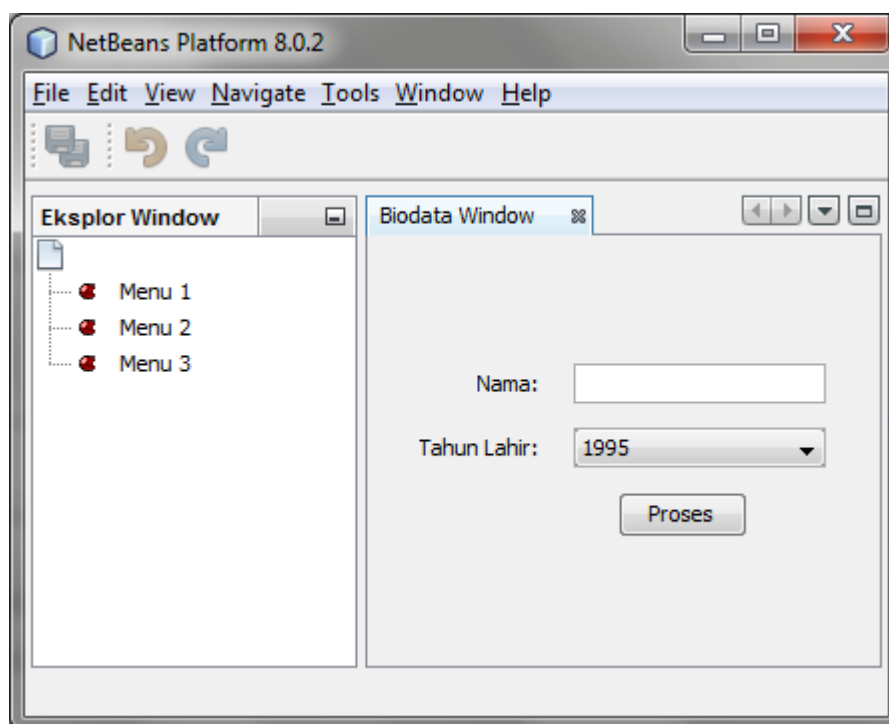 NetBeans Platform 8.0.2
File Edit View Navigate Tools Window Help
Eksplor Window
Menu 1
Menu 2
Menu 3
Biodata Window
Nama:
Tahun Lahir: 1995
Proses